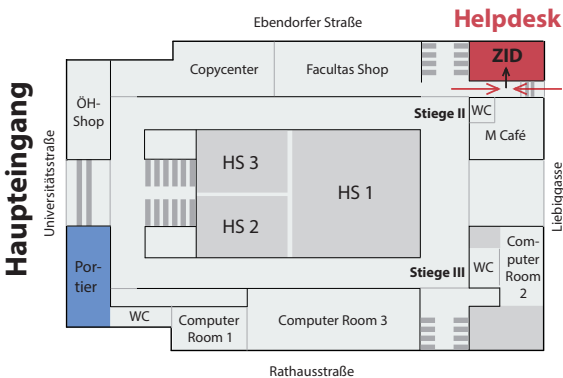 Ebendorfer Straße
Helpdesk
ZID
Copycenter
Facultas Shop
ÖH-
Shop
Stiege II
WC
M Café
Haupteingang
Universitätsstraße
HS 3
HS 1
HS 2
Liebiggasse
Por-
tier
Stiege III
WC
Com-
puter
Room
2
WC
Computer
Room 1
Computer Room 3
Rathausstraße